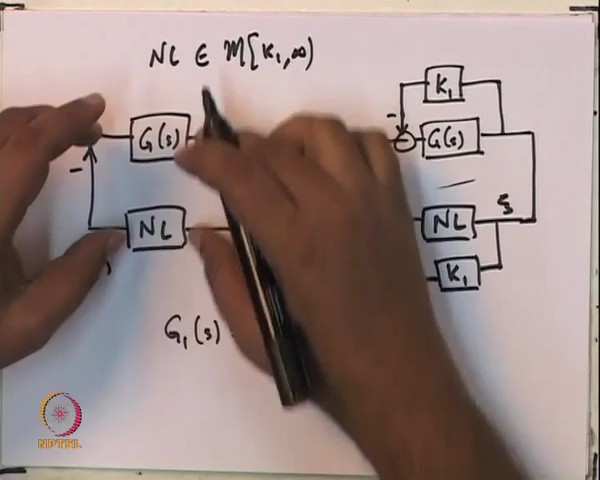 NL ∈ M[K₁,∞)
K₁
-
G(s)
G(s)
-
ξ
NL
NL
K₁
G₁(s)
NPTEL